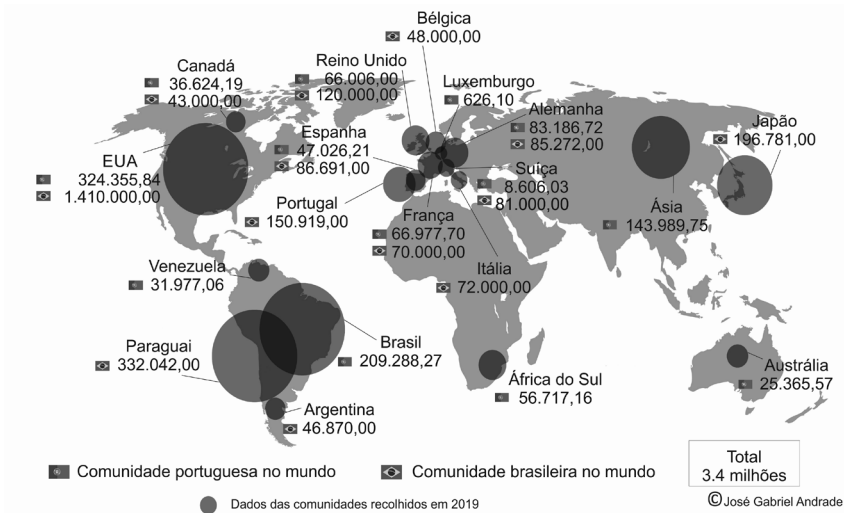 Bélgica
48.000,00
Canadá
36.624,19
43.000,00
Reino Unido
66.006,00
120.000,00
Luxemburgo
626,10
Alemanha
83.186,72
85.272,00
Japão
196.781,00
EUA
324.355,84
1.410.000,00
Espanha
47.026,21
86.691,00
Portugal
150.919,00
França
66.977,70
70.000,00
Suíça
8.606,03
81.000,00
Itália
72.000,00
Ásia
143.989,75
Venezuela
31.977,06
Paraguai
332.042,00
Brasil
209.288,27
África do Sul
56.717,16
Austrália
25.365,57
Argentina
46.870,00
Comunidade portuguesa no mundo
Comunidade brasileira no mundo
Total
3.4 milhões
Dados das comunidades recolhidos em 2019
©José Gabriel Andrade